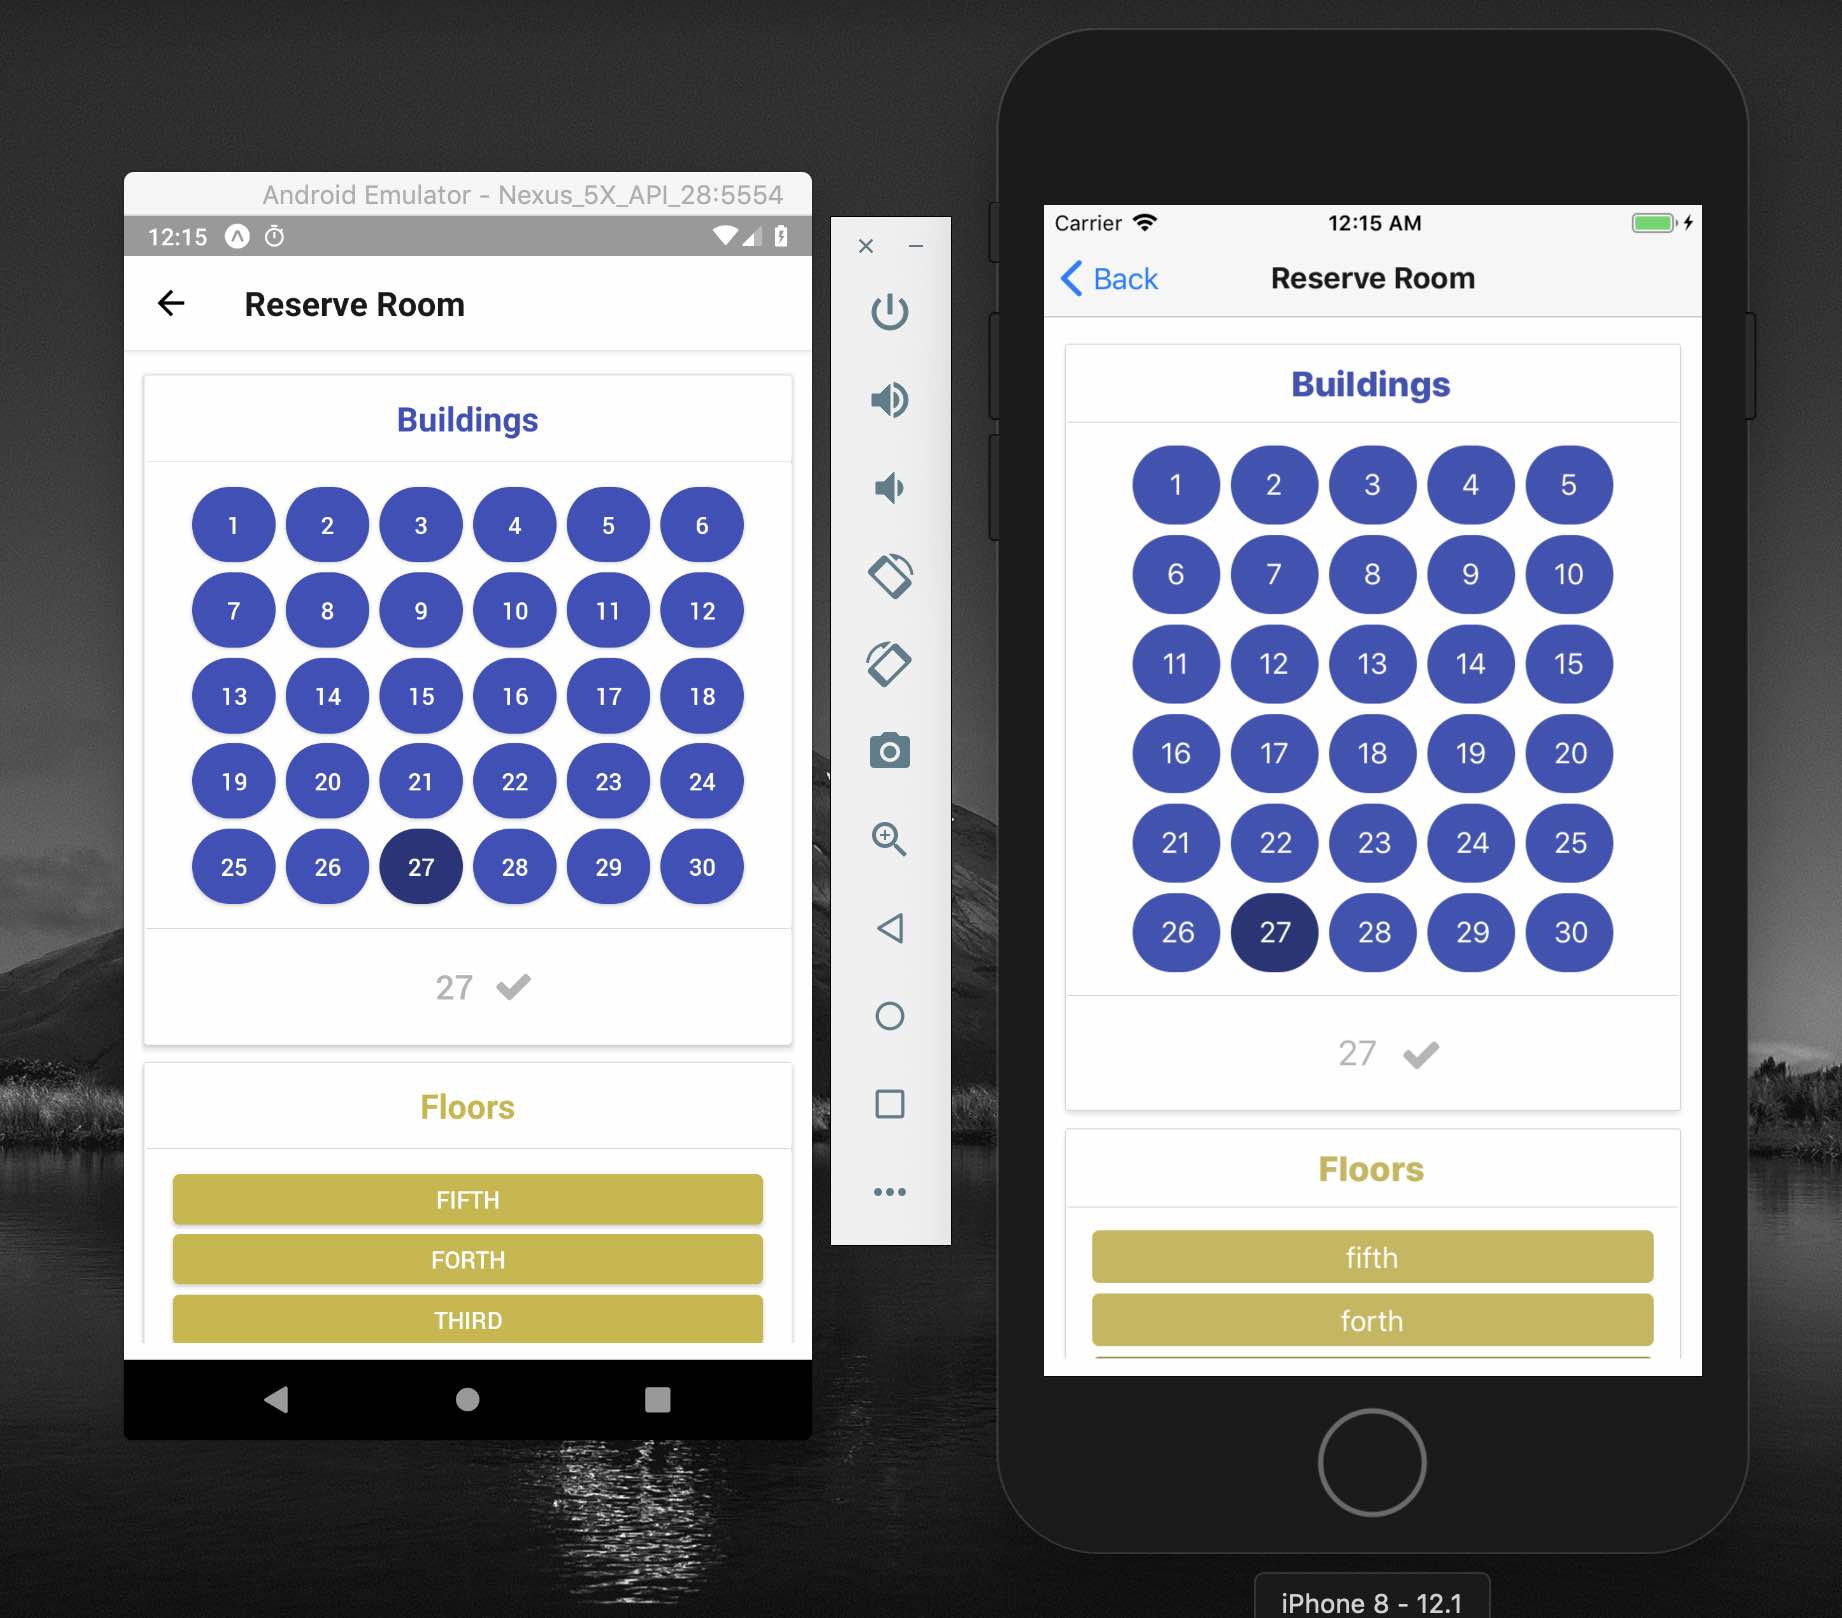 Android Emulator - Nexus_5X_API_28:5554
12:15
Reserve Room
Buildings
1 2 3 4 5 6
7 8 9 10 11 12
13 14 15 16 17 18
19 20 21 22 23 24
25 26 27 28 29 30
27
Floors
FIFTH
FORTH
THIRD
Carrier 12:15 AM
Back Reserve Room
Buildings
1 2 3 4 5
6 7 8 9 10
11 12 13 14 15
16 17 18 19 20
21 22 23 24 25
26 27 28 29 30
27
Floors
fifth
forth
iPhone 8 - 12.1